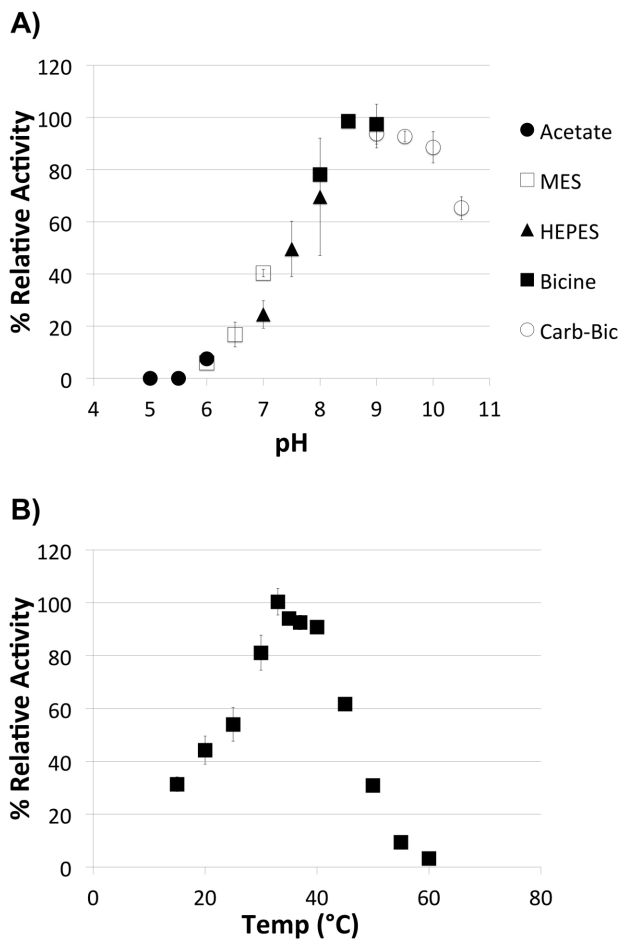 A)
120
100
80
60
40
20
0
% Relative Activity
4 5 6 7 8 9 10 11
pH
Acetate
MES
HEPES
Bicine
Carb-Bic
B)
120
100
80
60
40
20
0
% Relative Activity
0 20 40 60 80
Temp (°C)